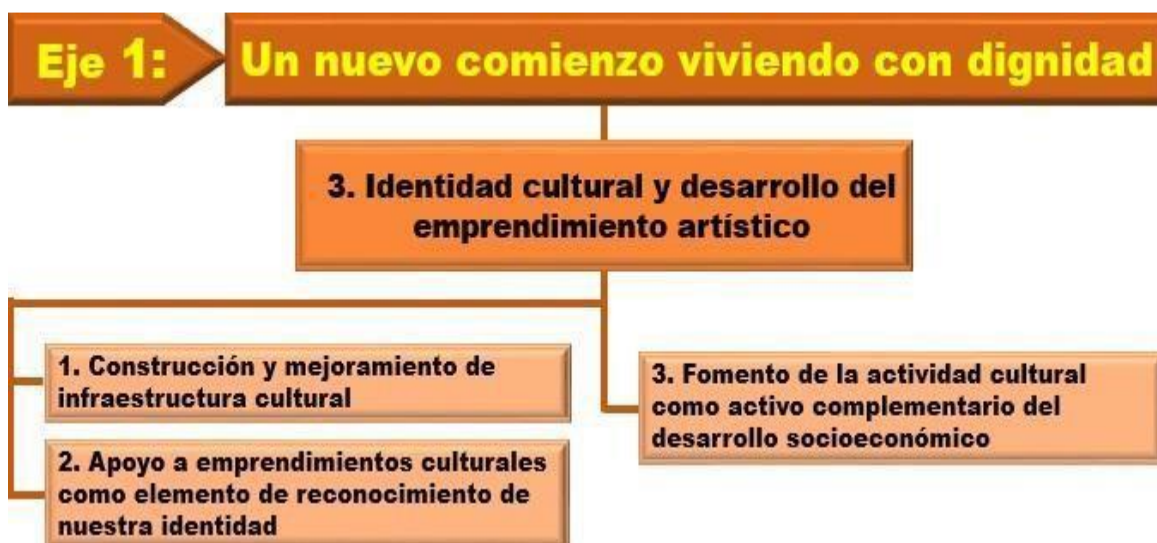 Eje 1:
Un nuevo comienzo viviendo con dignidad
3. Identidad cultural y desarrollo del
emprendimiento artístico
1. Construcción y mejoramiento de
infraestructura cultural
2. Apoyo a emprendimientos culturales
como elemento de reconocimiento de
nuestra identidad
3. Fomento de la actividad cultural
como activo complementario del
desarrollo socioeconómico